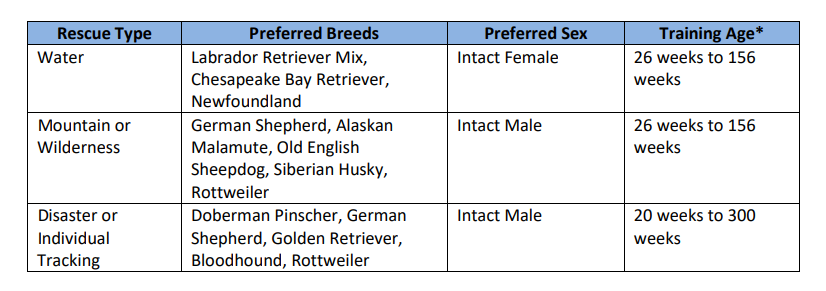 Rescue Type Preferred Breeds Preferred Sex Training Age*
Water Labrador Retriever Mix, Intact Female 26 weeks to 156
Chesapeake Bay Retriever, weeks
Newfoundland
Mountain or German Shepherd, Alaskan Intact Male 26 weeks to 156
Wilderness Malamute, Old English weeks
Sheepdog, Siberian Husky,
Rottweiler
Disaster or Doberman Pinscher, German Intact Male 20 weeks to 300
Individual Shepherd, Golden Retriever, weeks
Tracking Bloodhound, Rottweiler